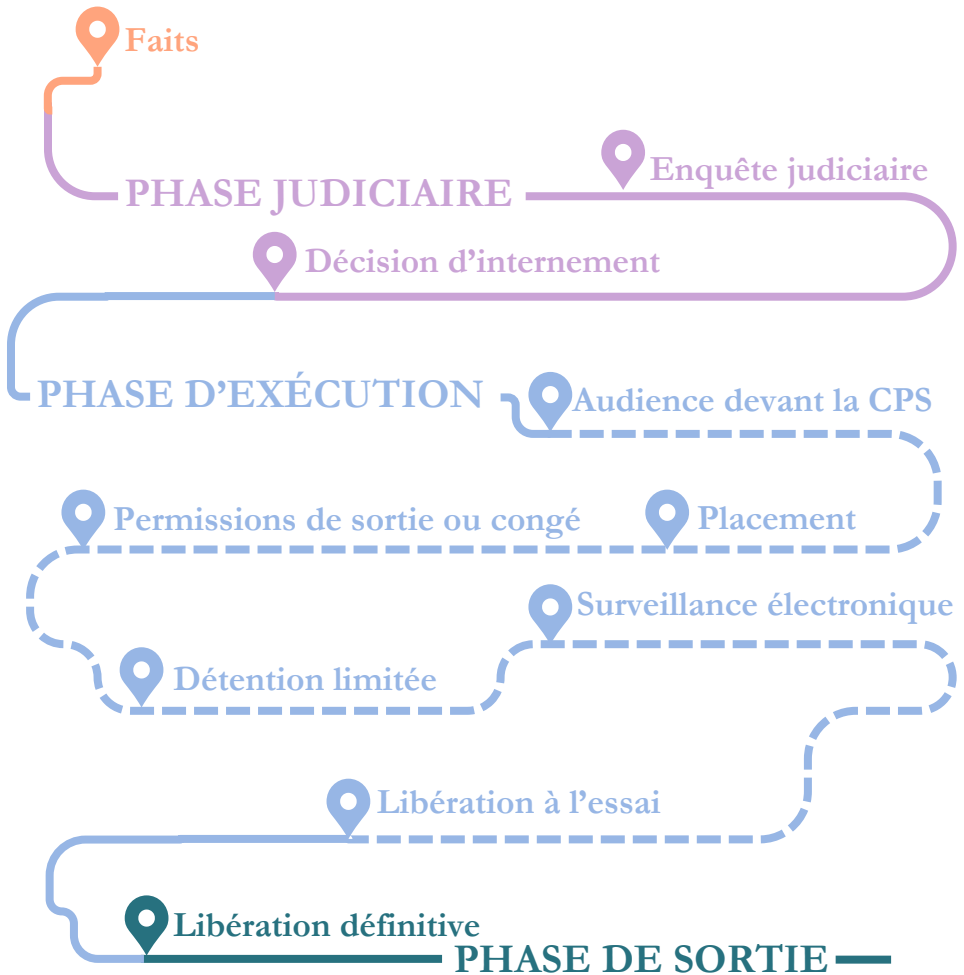 Faits
PHASE JUDICIAIRE
Enquête judiciaire
Décision d’internement
PHASE D'EXÉCUTION
Audience devant la CPS
Permissions de sortie ou congé
Placement
Surveillance électronique
Détention limitée
Libération à l’essai
Libération définitive
PHASE DE SORTIE